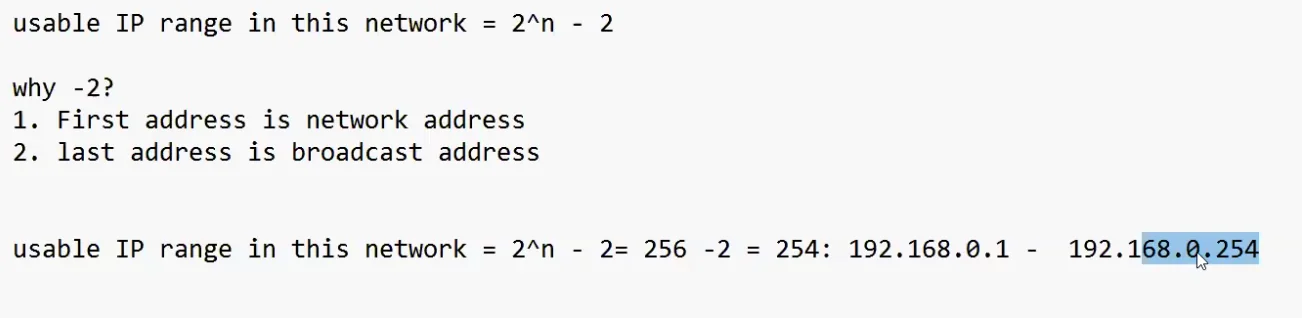 usable IP range in this network = 2^n - 2
why -2?
1. First address is network address
2. last address is broadcast address
usable IP range in this network = 2^n - 2= 256 -2 = 254: 192.168.0.1 -  192.168.0.254